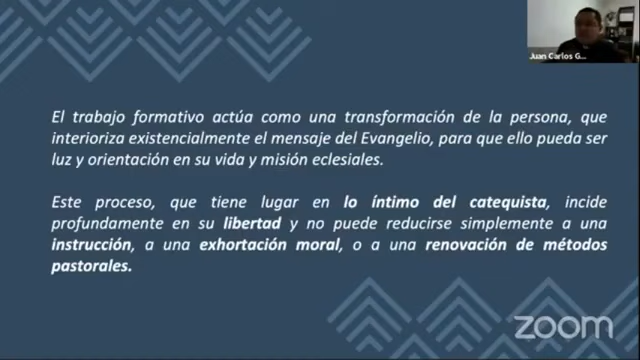 Juan Carlos G...
El trabajo formativo actúa como una transformación de la persona, que
interioriza existencialmente el mensaje del Evangelio, para que ello pueda ser
luz y orientación en su vida y misión eclesiales.
Este proceso, que tiene lugar en lo íntimo del catequista, incide
profundamente en su libertad y no puede reducirse simplemente a una
instrucción, a una exhortación moral, o a una renovación de métodos
pastorales.
zoom